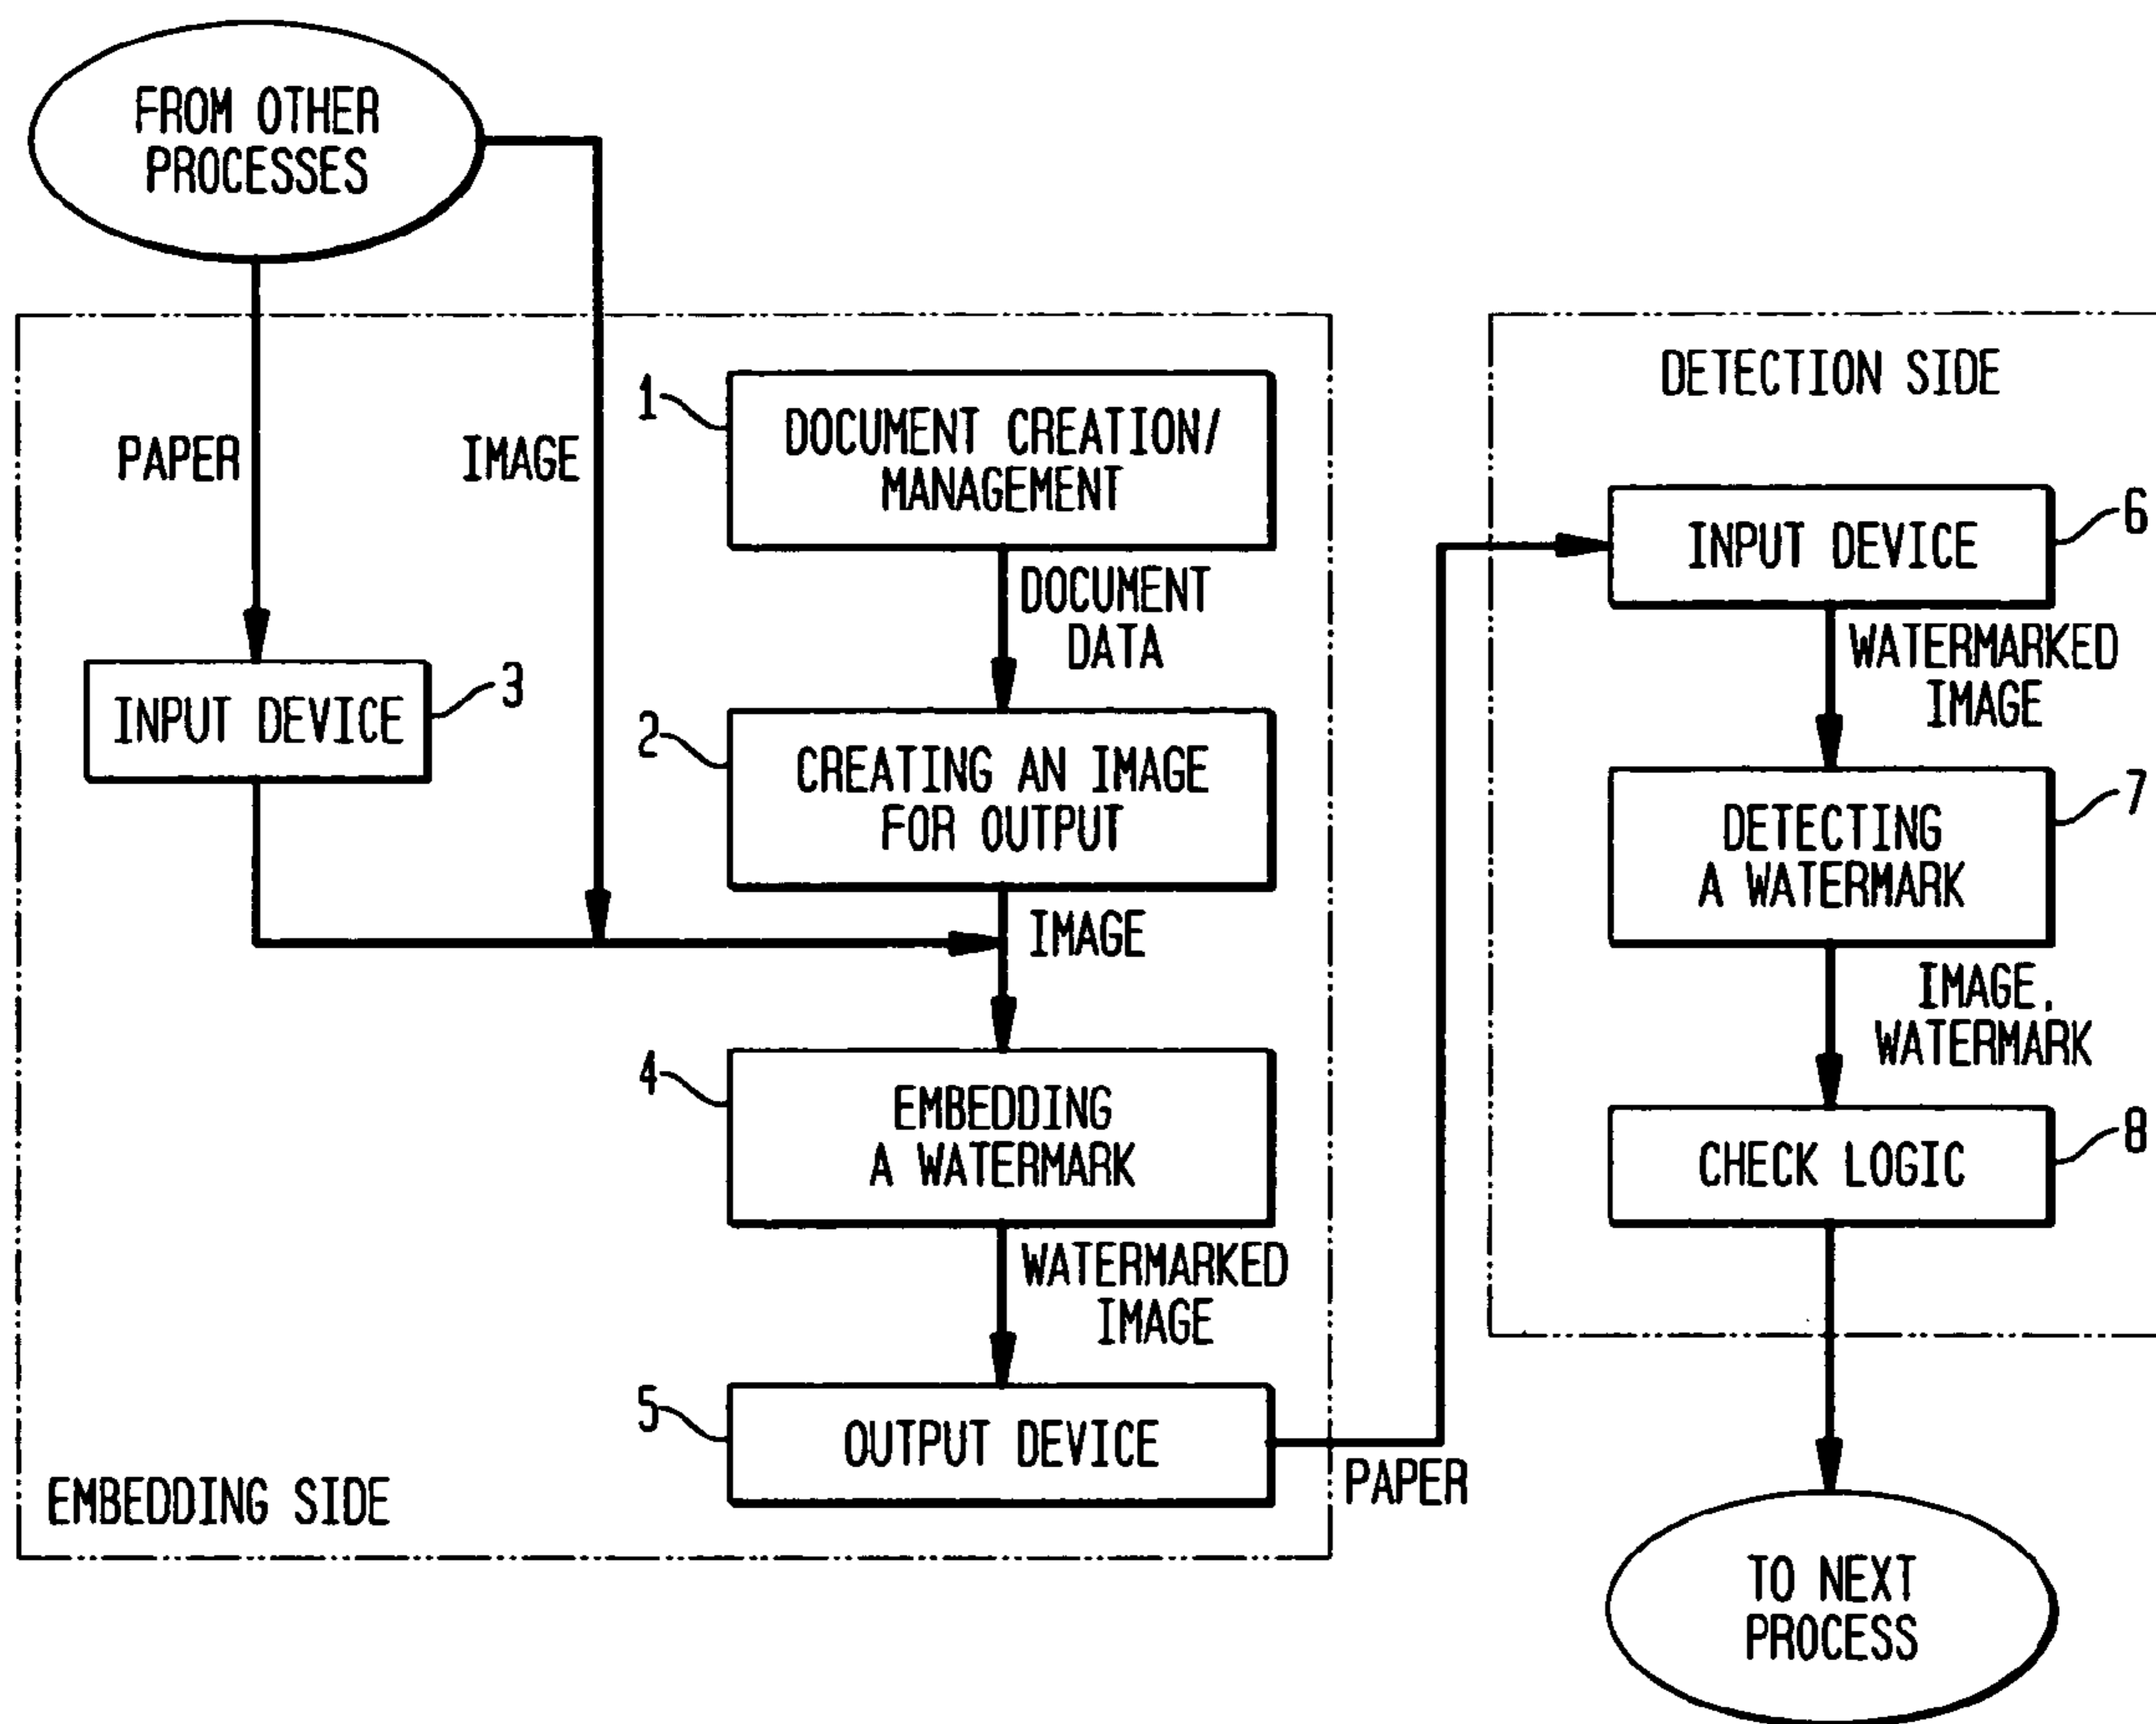 FROM OTHER
PROCESSES
PAPER
IMAGE
1
DOCUMENT CREATION/
MANAGEMENT
DOCUMENT
DATA
INPUT DEVICE
3
2
CREATING AN IMAGE
FOR OUTPUT
IMAGE
4
EMBEDDING
A WATERMARK
WATERMARKED
IMAGE
5
OUTPUT DEVICE
EMBEDDING SIDE
PAPER
DETECTION SIDE
6
INPUT DEVICE
WATERMARKED
IMAGE
7
DETECTING
A WATERMARK
IMAGE,
WATERMARK
8
CHECK LOGIC
TO NEXT
PROCESS